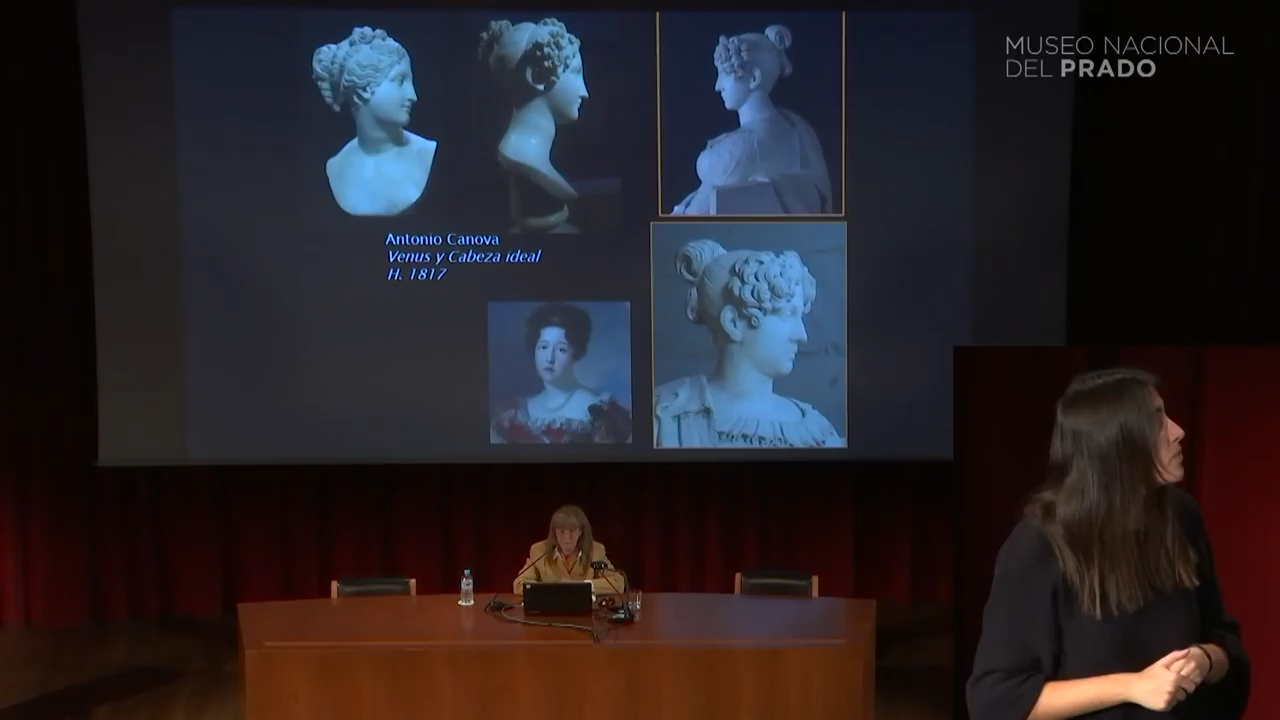 MUSEO NACIONAL
DEL PRADO
Antonio Canova
Venus y Cabeza ideal
H. 1817